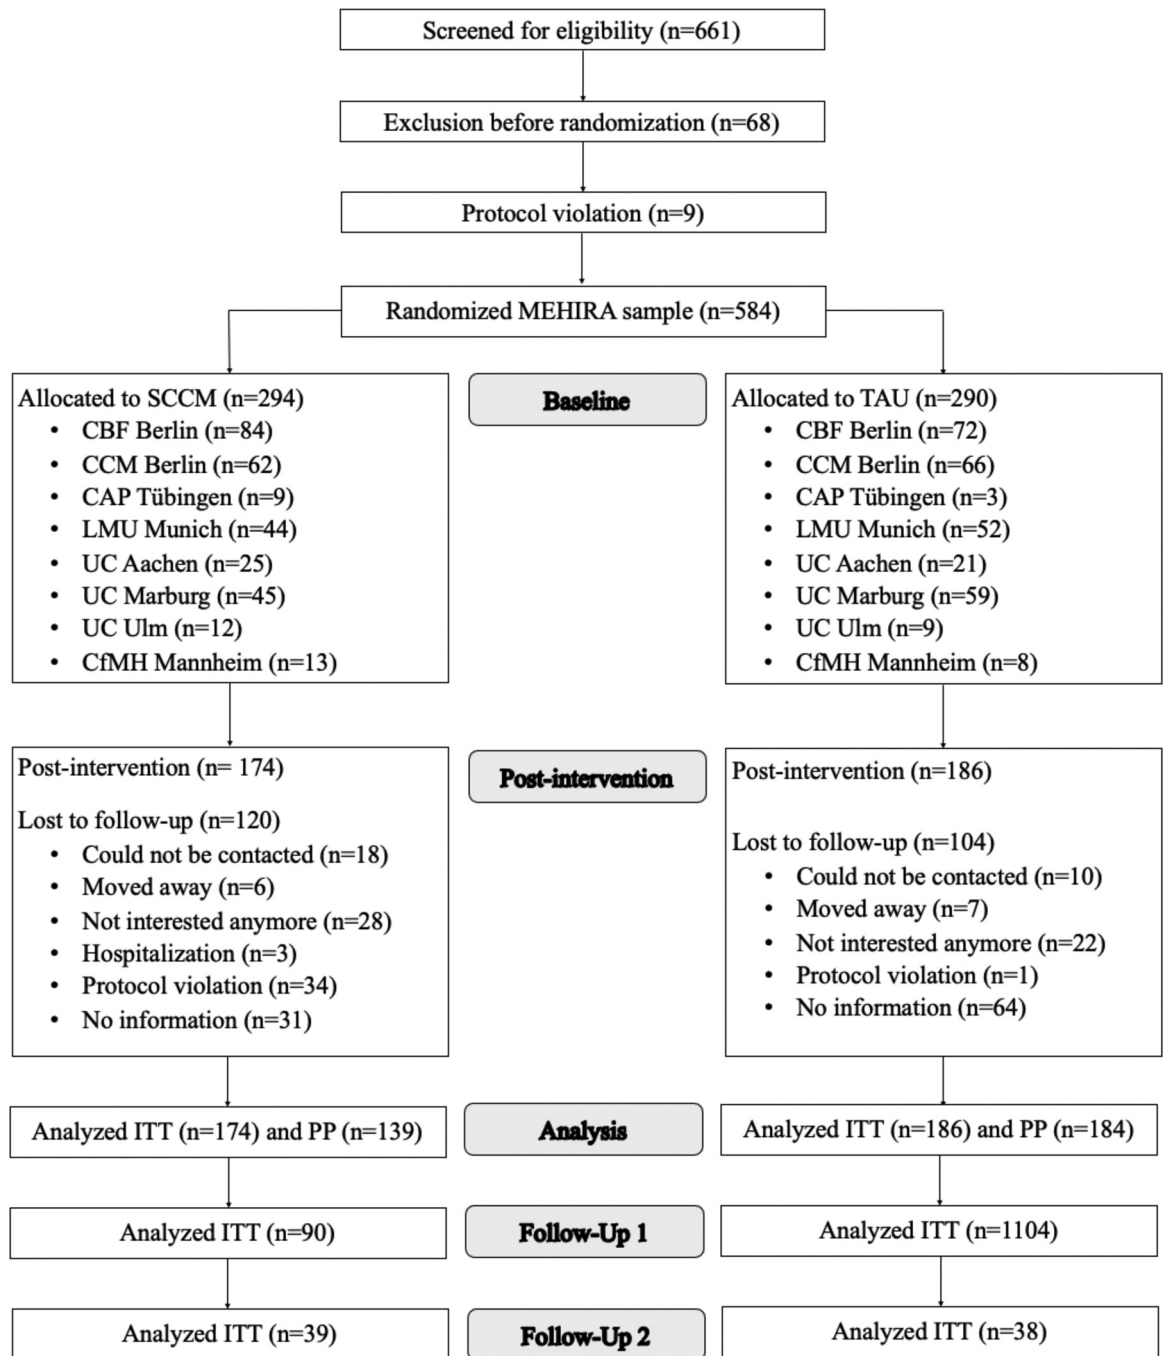 Screened for eligibility (n=661)
Exclusion before randomization (n=68)
Protocol violation (n=9)
Randomized MEHIRA sample (n=584)
Allocated to SCCM (n=294)
• CBF Berlin (n=84)
• CCM Berlin (n=62)
• CAP Tübingen (n=9)
• LMU Munich (n=44)
• UC Aachen (n=25)
• UC Marburg (n=45)
• UC Ulm (n=12)
• CfMH Mannheim (n=13)
Baseline
Allocated to TAU (n=290)
• CBF Berlin (n=72)
• CCM Berlin (n=66)
• CAP Tübingen (n=3)
• LMU Munich (n=52)
• UC Aachen (n=21)
• UC Marburg (n=59)
• UC Ulm (n=9)
• CfMH Mannheim (n=8)
Post-intervention (n= 174)
Lost to follow-up (n=120)
• Could not be contacted (n=18)
• Moved away (n=6)
• Not interested anymore (n=28)
• Hospitalization (n=3)
• Protocol violation (n=34)
• No information (n=31)
Post-intervention
Post-intervention (n=186)
Lost to follow-up (n=104)
• Could not be contacted (n=10)
• Moved away (n=7)
• Not interested anymore (n=22)
• Protocol violation (n=1)
• No information (n=64)
Analyzed ITT (n=174) and PP (n=139)
Analysis
Analyzed ITT (n=186) and PP (n=184)
Analyzed ITT (n=90)
Follow-Up 1
Analyzed ITT (n=1104)
Analyzed ITT (n=39)
Follow-Up 2
Analyzed ITT (n=38)